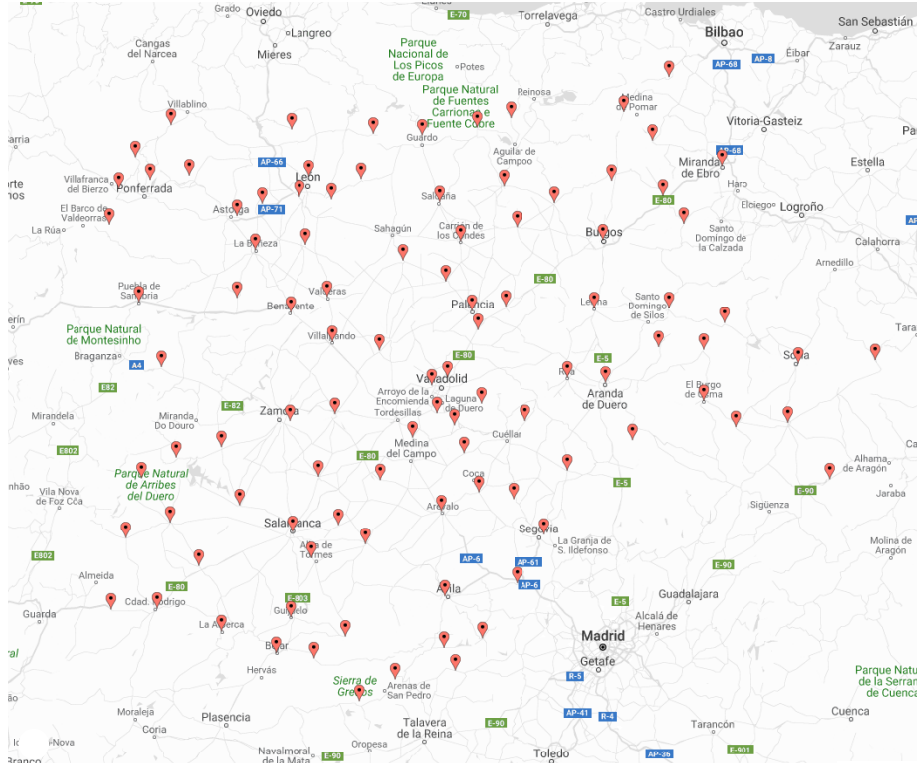 Grado
Oviedo
E-70
Torrelavega
Castro Urdiales
San Sebastián
Langreo
Bilbao
Zarauz
Cangas
del Narcea
Mieres
Parque
Nacional de
Los Picos
de Europa
Potes
AP-68
AP-8
Éibar
Villablino
Parque Natural
de Fuentes
Carrionas e
Fuente Cobre
Reinosa
Medina
de Pomar
Vitoria-Gasteiz
Guardo
Aguilar de
Campoo
AP-68
Miranda
de Ebro
Estella
AP-66
León
Villafranca
del Bierzo
Ponferrada
Saldaña
Haro
E-80
Elciego
Logroño
El Barco de
Valdeorras
Astorga
AP-71
La Rúa
Sahagún
Carrión de
los Condes
Burgos
Santo
Domingo de
la Calzada
La Bañeza
Calahorra
Arnedillo
E-80
Puebla de
Sanabria
Valderas
Benavente
Palencia
Lerma
Santo
Domingo
de Silos
Parque Natural
de Montesinho
Villalpando
Braganza
A4
E-80
E-5
Soria
Valladolid
Roa
E82
Arroyo de la
Encomienda
Laguna
de Duero
Aranda
de Duero
El Burgo
de Osma
E-82
Zamora
Tordesillas
Mirandela
Miranda
Do Douro
Cuéllar
E802
Medina
del Campo
E-80
Alhama
de Aragón
Parque Natural
de Arribes
del Duero
Coca
E-5
E-90
Jaraba
Vila Nova
de Foz Côa
Sigüenza
Arévalo
Salamanca
Segovia
La Granja de
S. Ildefonso
Alba de
Tormes
Molina de
Aragón
E802
AP-6
AP-61
E-90
Almeida
AP-6
E-80
Ávila
E-803
Guijuelo
E-5
Guadalajara
Guarda
Cdad. Rodrigo
La Alberca
Alcalá de
Henares
Madrid
Béjar
Getafe
Hervás
R-5
Sierra de
Gredos
Arenas de
San Pedro
Parque Natu
de la Serran
de Cuenca
Moraleja
Plasencia
AP-41
R-4
Cuenca
Coria
Talavera
de la Reina
E-90
Tarancón
Navalmoral
de la Mata
E-90
Oropesa
Toledo
AP-36
E-901